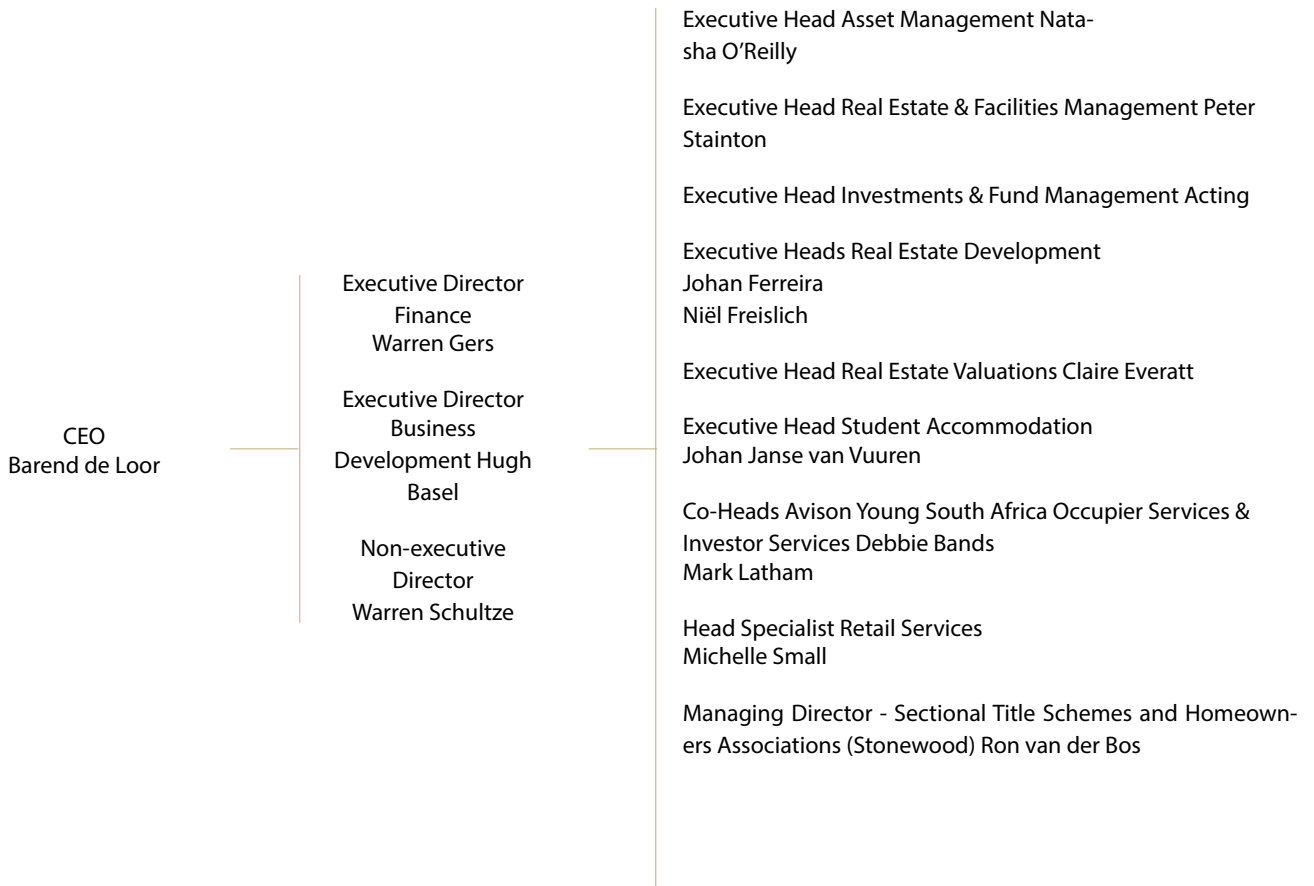 CEO
Barend de Loor
Executive Director
Finance
Warren Gers
Executive Director
Business
Development Hugh
Basel
Non-executive
Director
Warren Schultze
Executive Head Asset Management Nata-
sha O’Reilly
Executive Head Real Estate & Facilities Management Peter
Stainton
Executive Head Investments & Fund Management Acting
Executive Heads Real Estate Development
Johan Ferreira
Niël Freislich
Executive Head Real Estate Valuations Claire Everatt
Executive Head Student Accommodation
Johan Janse van Vuuren
Co-Heads Avison Young South Africa Occupier Services &
Investor Services Debbie Bands
Mark Latham
Head Specialist Retail Services
Michelle Small
Managing Director - Sectional Title Schemes and Homeown-
ers Associations (Stonewood) Ron van der Bos